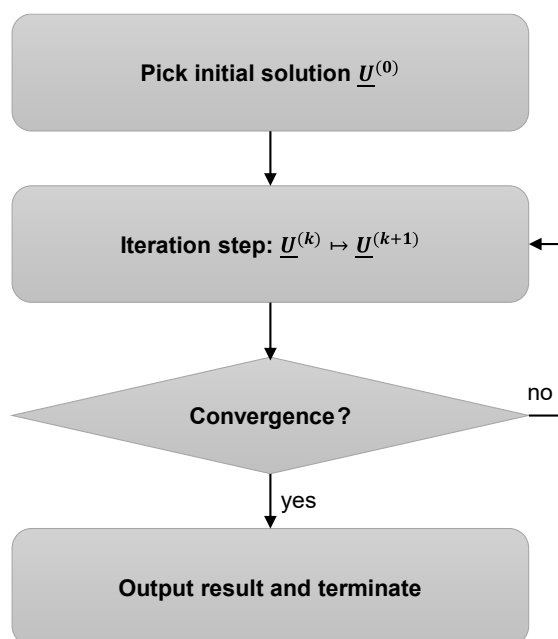 Pick initial solution U⁽⁰⁾
Iteration step: U⁽ᵏ⁾ ↦ U⁽ᵏ⁺¹⁾
Convergence?
no
yes
Output result and terminate